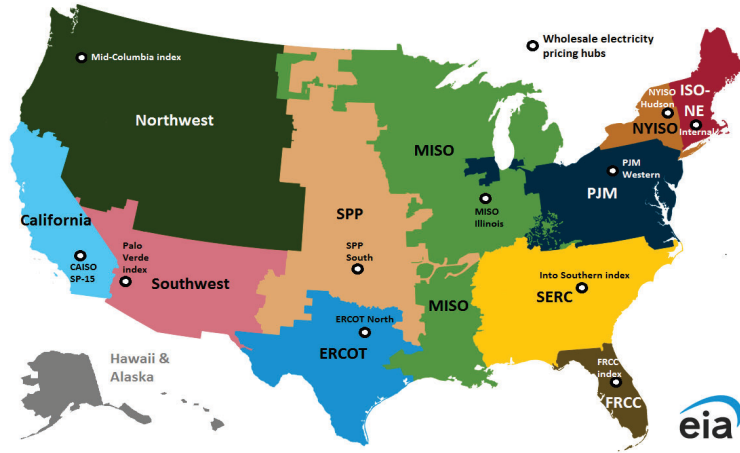 Wholesale electricity
pricing hubs
Mid-Columbia index
Northwest
MISO
NYISO
Hudson
ISO-
NE
NYISO
Internal
PJM
Western
PJM
SPP
MISO
Illinois
California
CAISO
SP-15
Palo
Verde
index
Southwest
SPP
South
Into Southern index
SERC
MISO
ERCOT North
ERCOT
Hawaii &
Alaska
FRCC
index
FRCC
eia